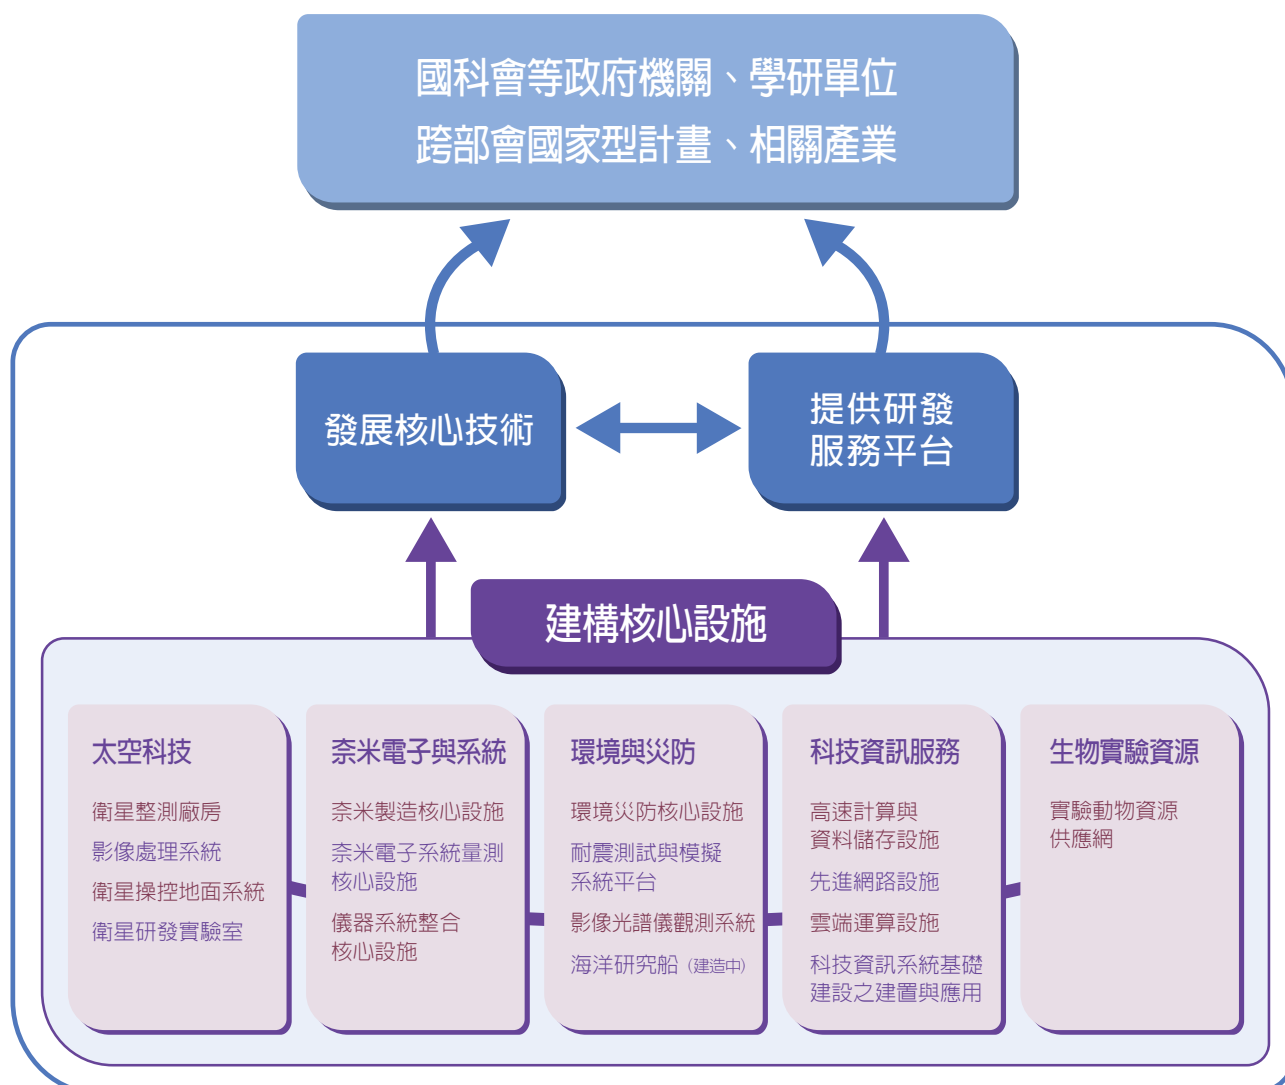 國科會等政府機關、學研單位
跨部會國家型計畫、相關產業
發展核心技術
提供研發
服務平台
建構核心設施
太空科技
衛星整測廠房
影像處理系統
衛星操控地面系統
衛星研發實驗室
奈米電子與系統
奈米製造核心設施
奈米電子系統量測
核心設施
儀器系統整合
核心設施
環境與災防
環境災防核心設施
耐震測試與模擬
系統平台
影像光譜儀觀測系統
海洋研究船（建造中）
科技資訊服務
高速計算與
資料儲存設施
先進網路設施
雲端運算設施
科技資訊系統基礎
建設之建置與應用
生物實驗資源
實驗動物資源
供應網